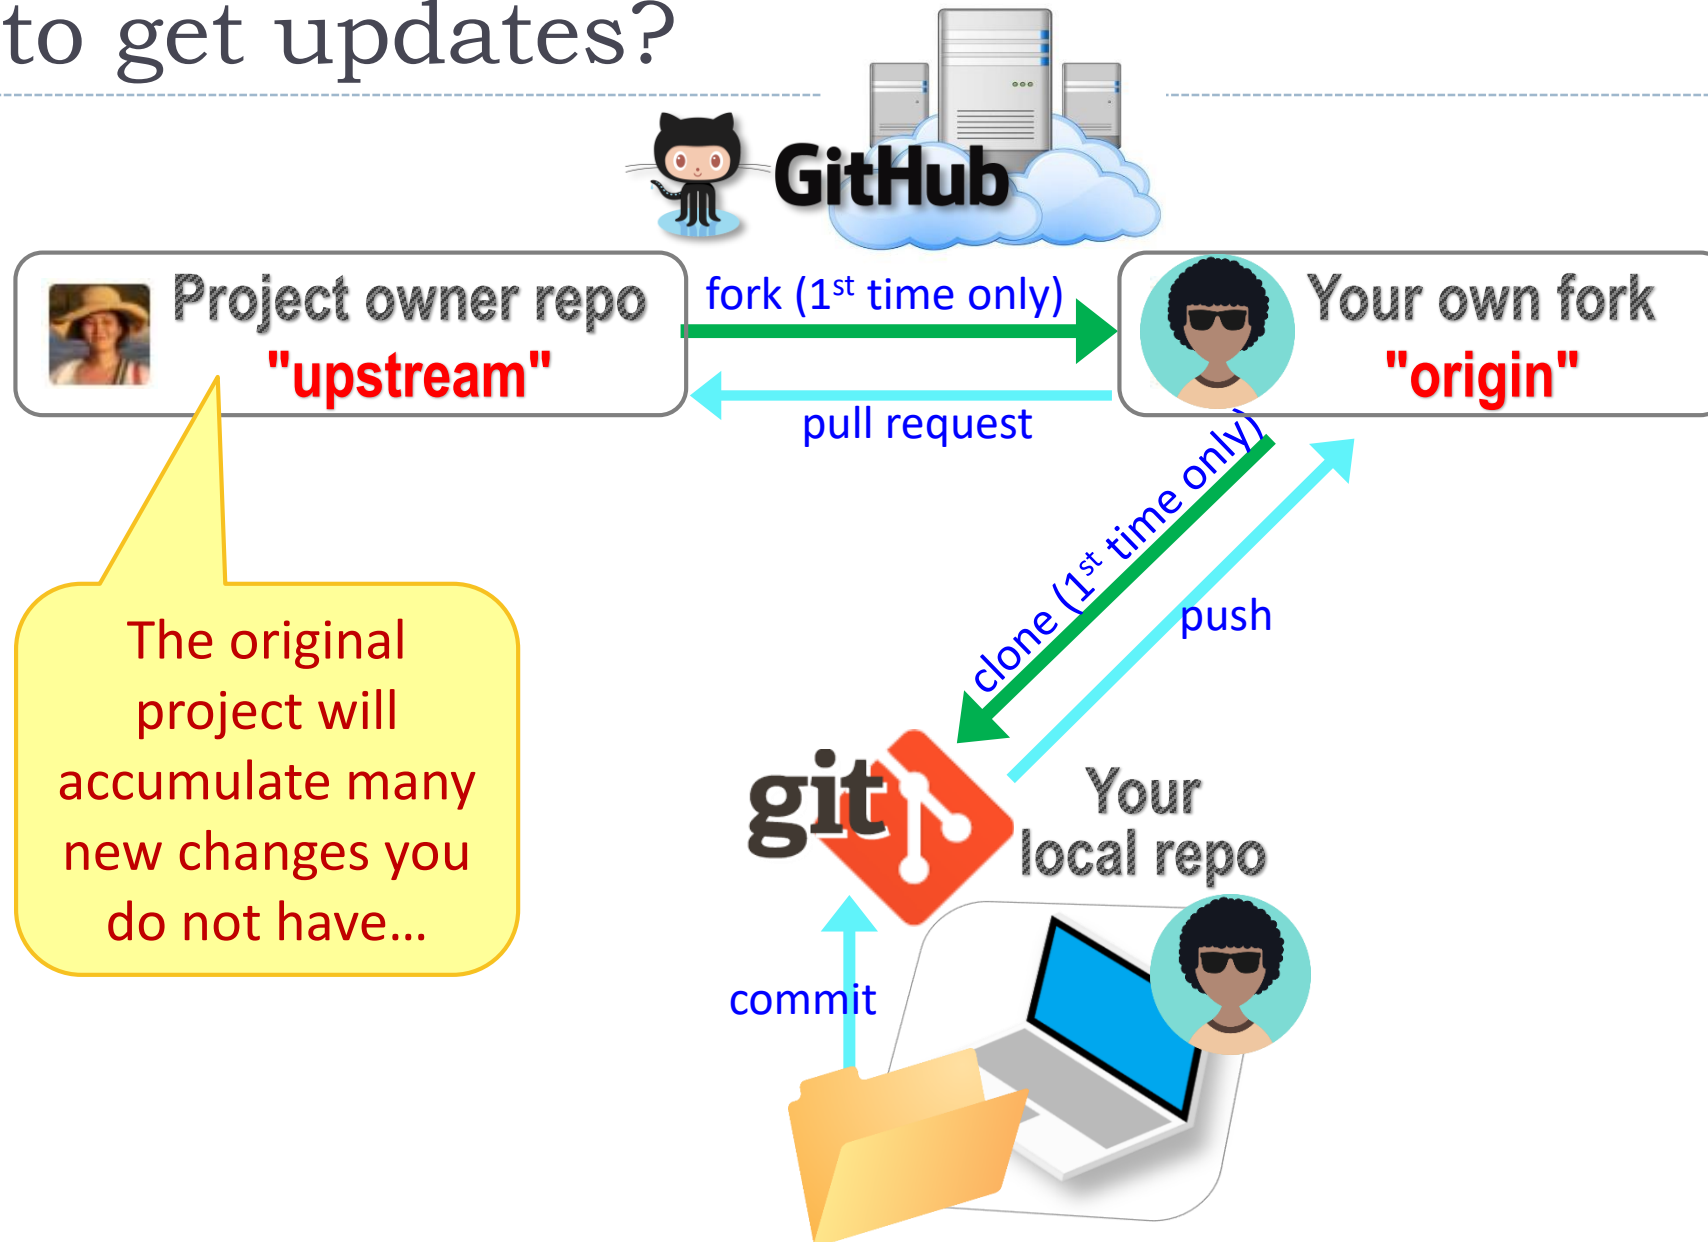 to get updates?
GitHub
Project owner repo
"upstream"
fork (1st time only)
pull request
Your own fork
"origin"
clone (1st time only)
push
The original
project will
accumulate many
new changes you
do not have...
git
Your
local repo
commit